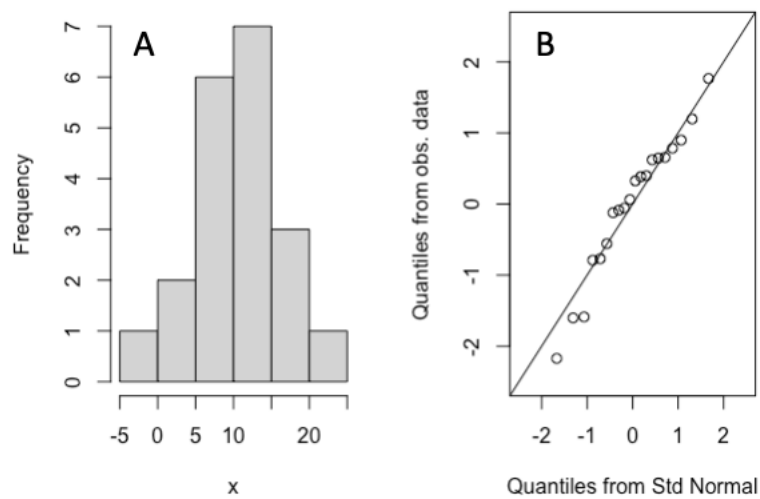 A
Frequency
7
6
5
4
3
2
1
0
-5 0 5 10 20
x
B
Quantiles from obs. data
2
1
0
-1
-2
-2 -1 0 1 2
Quantiles from Std Normal